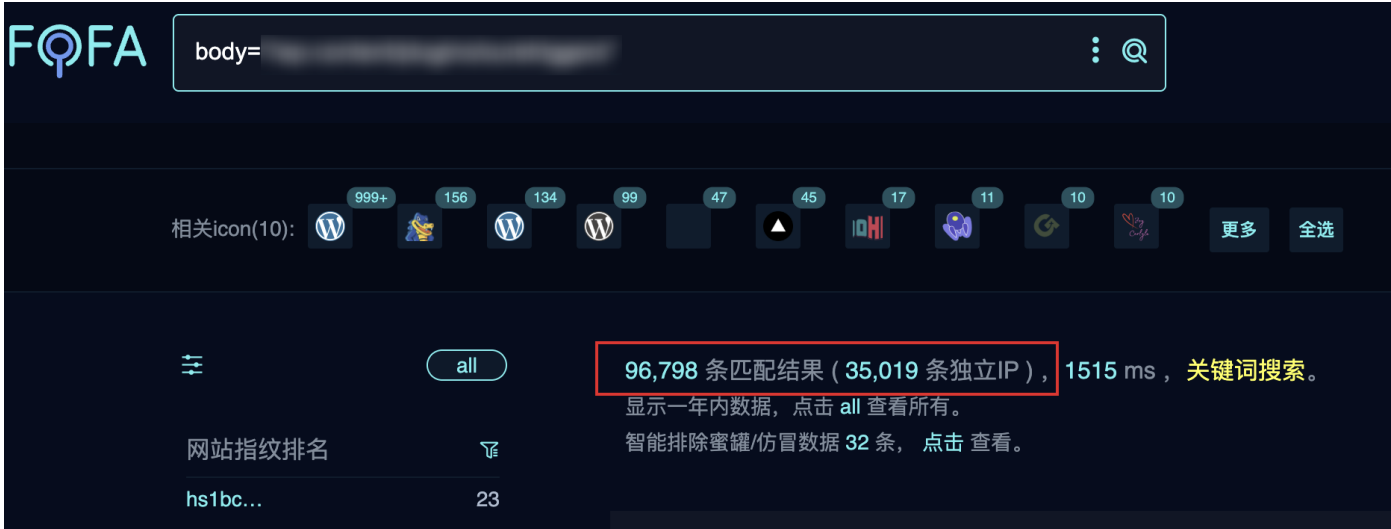 FOFA
body=
999+ 156 134 99 47 45 17 11 10 10
相关icon(10): 更多 全选
all
96,798 条匹配结果 ( 35,019 条独立IP ) ，1515 ms ，关键词搜索。
显示一年内数据，点击 all 查看所有。
智能排除蜜罐/仿冒数据 32 条， 点击 查看。
网站指纹排名
hs1bc... 23